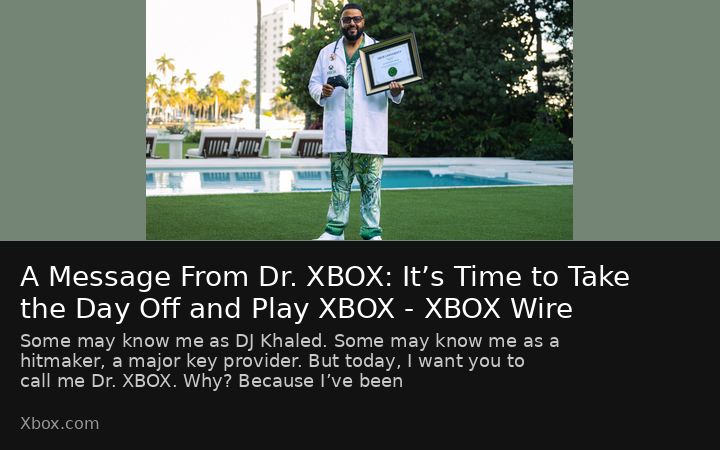 XBOX
A Message From Dr. XBOX: It’s Time to Take
the Day Off and Play XBOX - XBOX Wire
Some may know me as DJ Khaled. Some may know me as a
hitmaker, a major key provider. But today, I want you to
call me Dr. XBOX. Why? Because I’ve been
Xbox.com